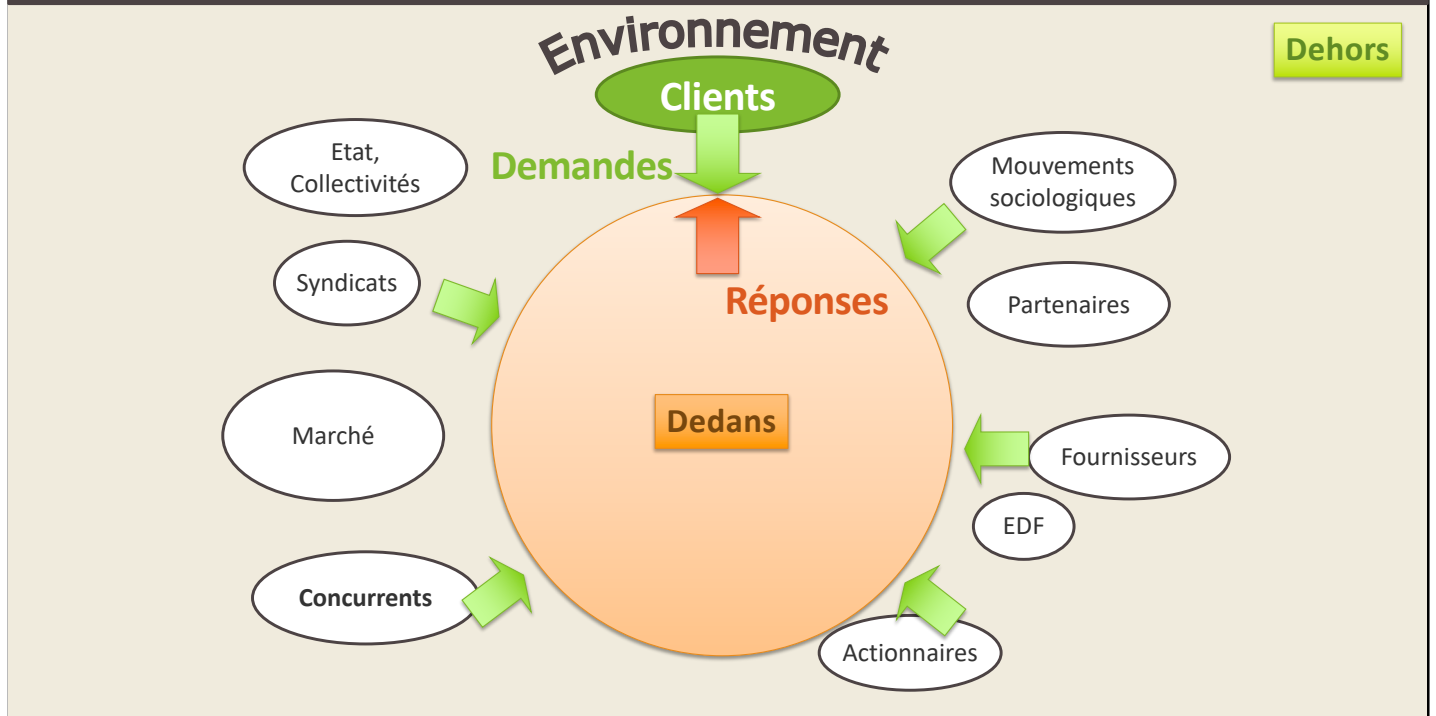 Environnement
Dehors
Clients
Demandes
Etat,
Collectivités
Mouvements
sociologiques
Syndicats
Réponses
Partenaires
Marché
Dedans
Fournisseurs
EDF
Concurrents
Actionnaires